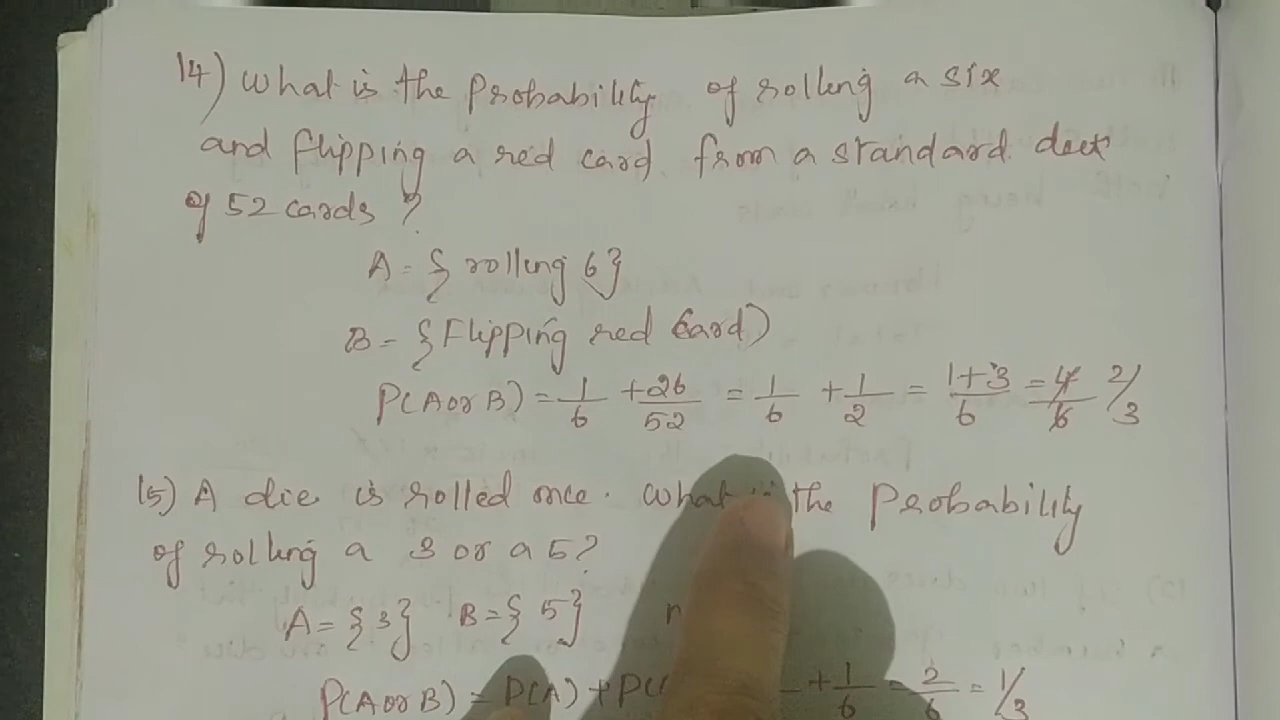 14) What is the Probability of rolling a six
and flipping a red card from a standard deck
of 52 cards ?
A = { rolling 6}
B = { Flipping red Card)
P(A or B) = 1/6 + 26/52 = 1/6 + 1/2 = 1+3/6 = 4/6 2/3
15) A die is rolled once. What is the Probability
of rolling a 3 or a 5?
A = { 3} B = { 5}
P(A or B) = P(A) + P( + 1/6 = 2/6 = 1/3